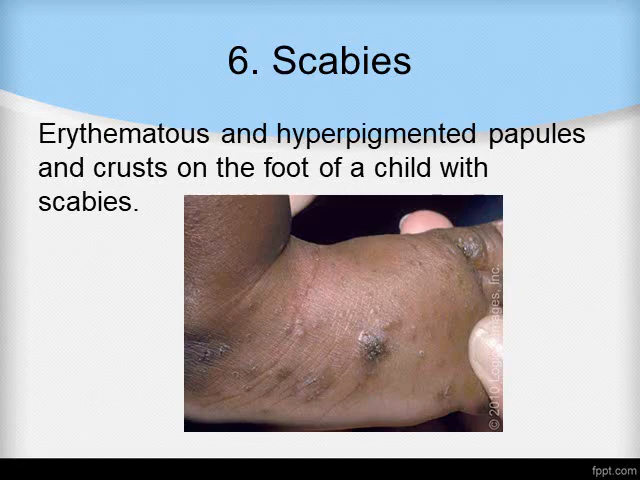 6. Scabies
Erythematous and hyperpigmented papules
and crusts on the foot of a child with
scabies.
© 2010 Images, Inc.
fppt.com